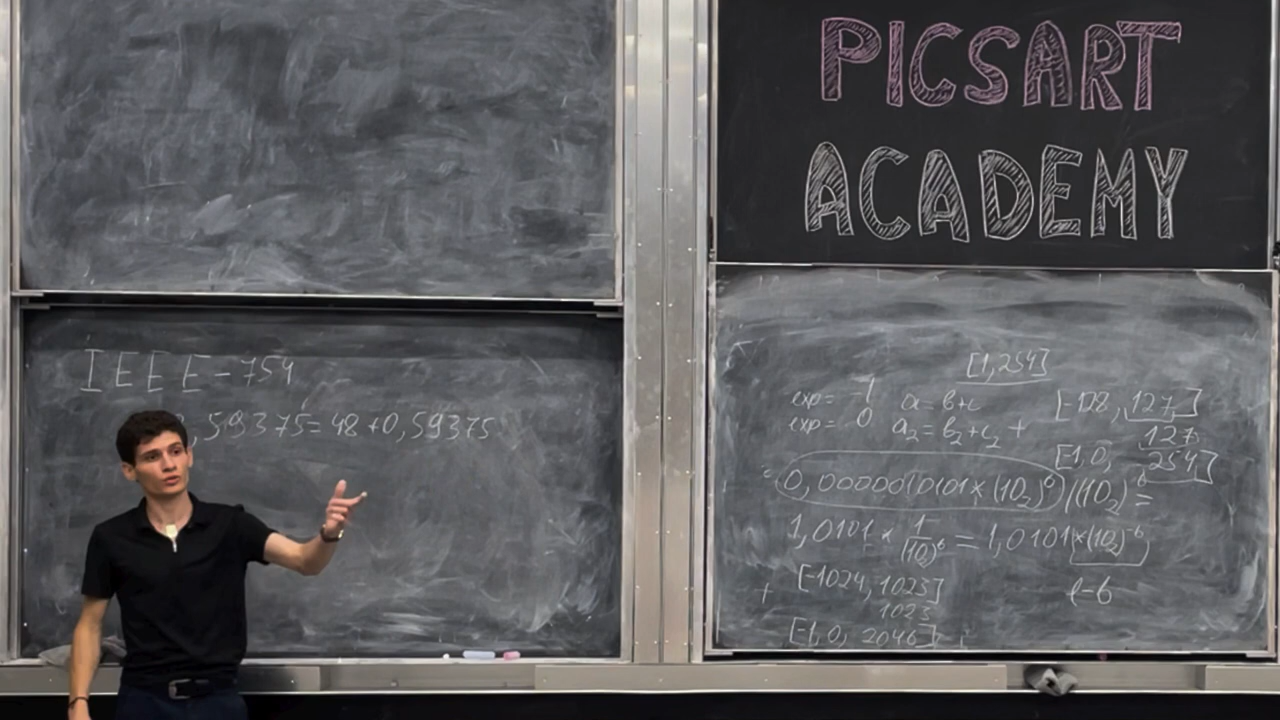 PICSART
ACADEMY
IEEE-754
,59375=48+0,59375
[1,254]
exp= -1 a=b+c [-128, 127]
exp= 0 a₂=b₂+c₂ + 127
[-1,0, 254]
= 0,0000010101×(10₂)⁶/(10₂)⁶=
1,0101 × 1/(10)⁶ = 1,0101×(10₂)⁻⁶
+ [-1024, 1023] e-6
1023
[-1,0, 2046]